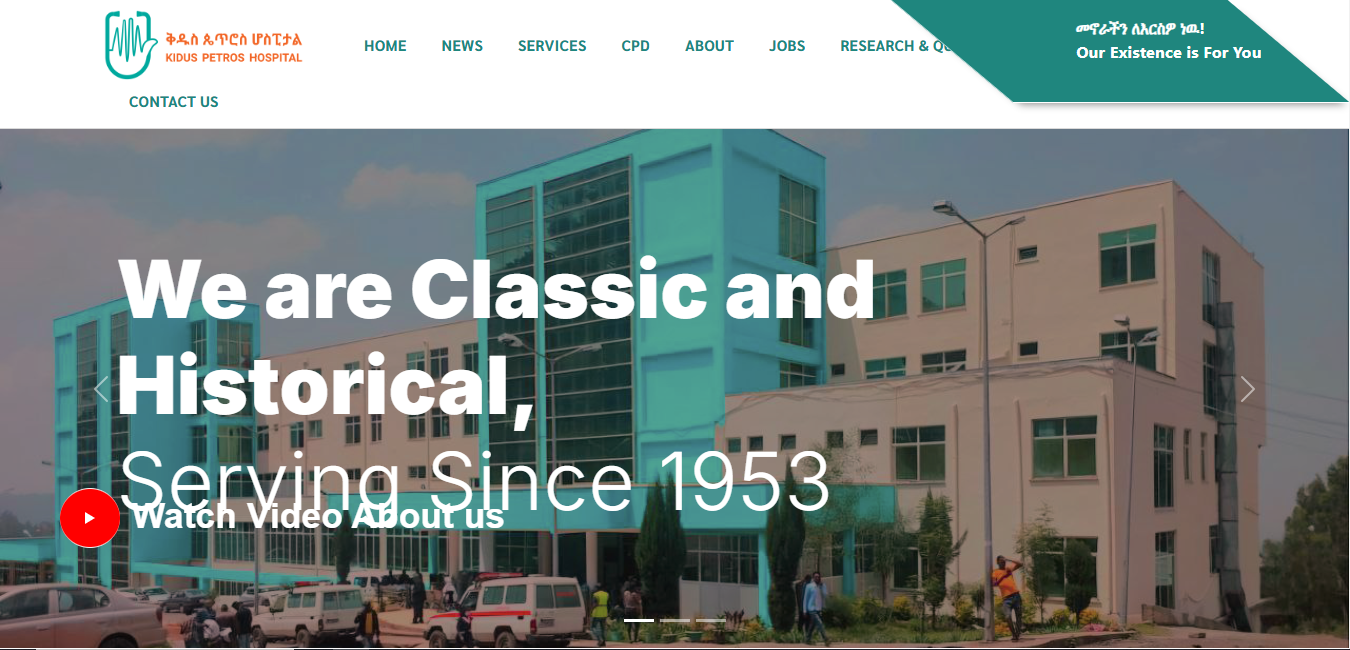 ቅዱስ ጴጥሮስ ሆስፒታል
KIDUS PETROS HOSPITAL
HOME NEWS SERVICES CPD ABOUT JOBS RESEARCH &
CONTACT US
መኖራችን ለእርስዎ ነዉ!
Our Existence is For You
We are Classic and
Historical,
Serving Since 1953
Watch Video About us